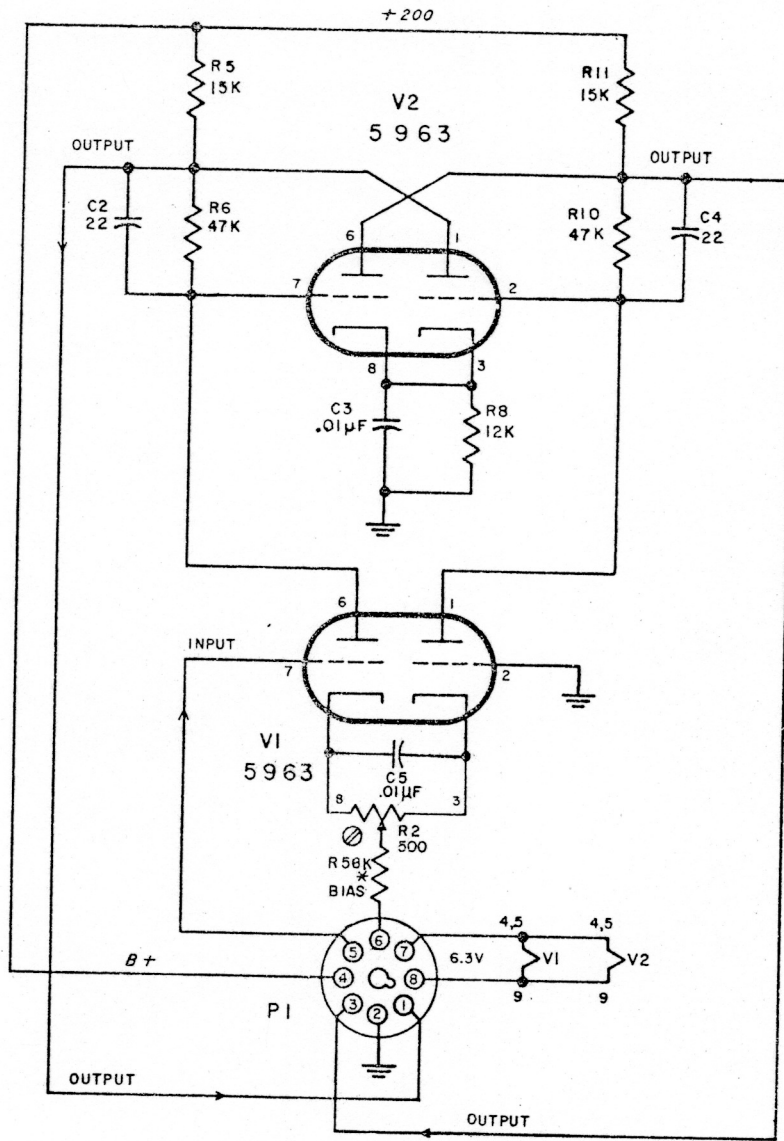 +200
R5
15K
R11
15K
V2
5963
OUTPUT
OUTPUT
C2
22
R6
47K
R10
47K
C4
22
6
1
7
2
8
3
C3
.01µF
R8
12K
6
1
INPUT
7
2
V1
5963
C5
.01µF
8
3
R2
500
R56K
*
BIAS
4,5
4,5
6.3V
V1
V2
9
9
B+
P1
5
6
7
4
8
3
2
1
OUTPUT
OUTPUT